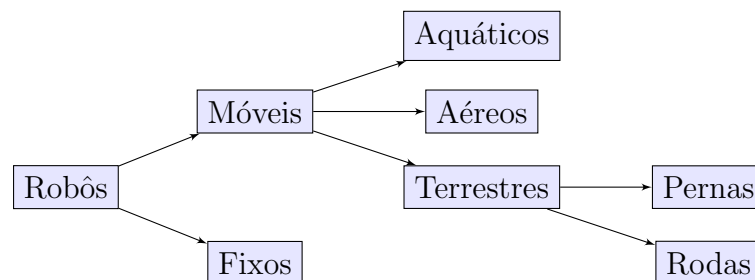 Aquáticos
Móveis
Aéreos
Robôs
Terrestres
Pernas
Fixos
Rodas